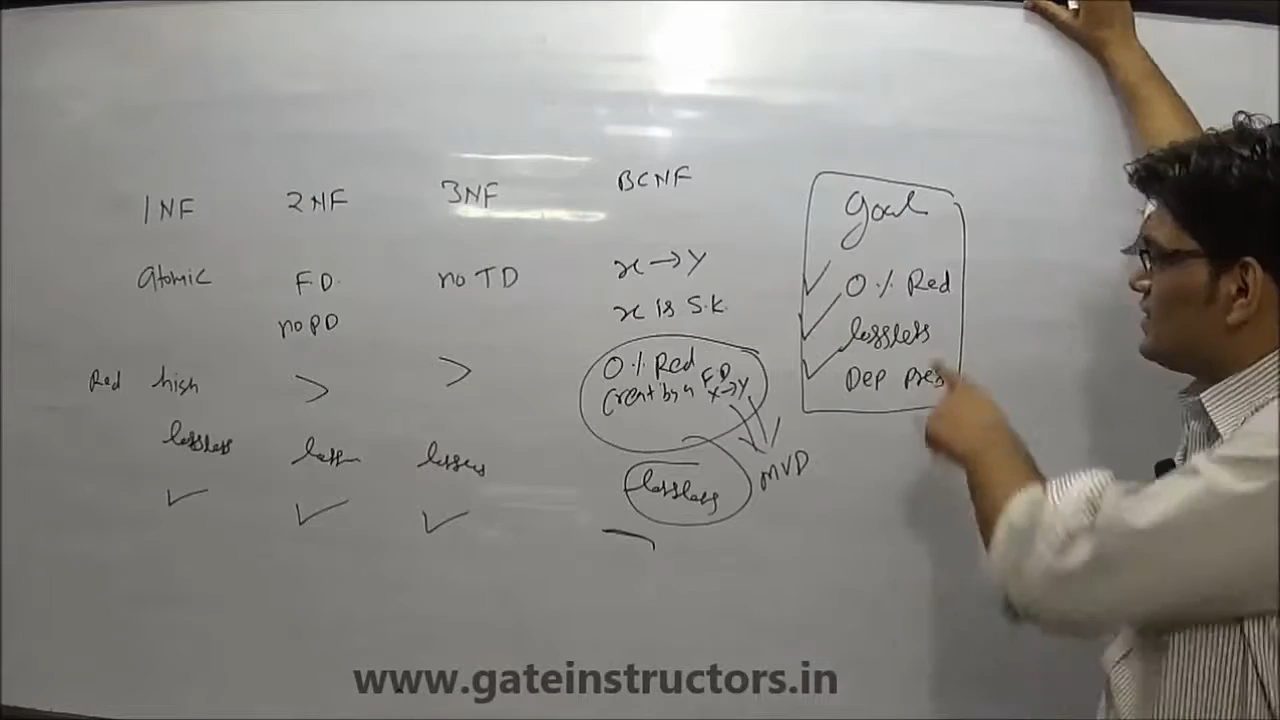 1NF 2NF 3NF BCNF
Atomic F D. no TD x → y
no PD x is S.K.
Red high > > 0 % Red
F D
x→y
lossless loss lossless lossless
MVD
Goal
0 % Red
lossless
Dep pres
www.gateinstructors.in